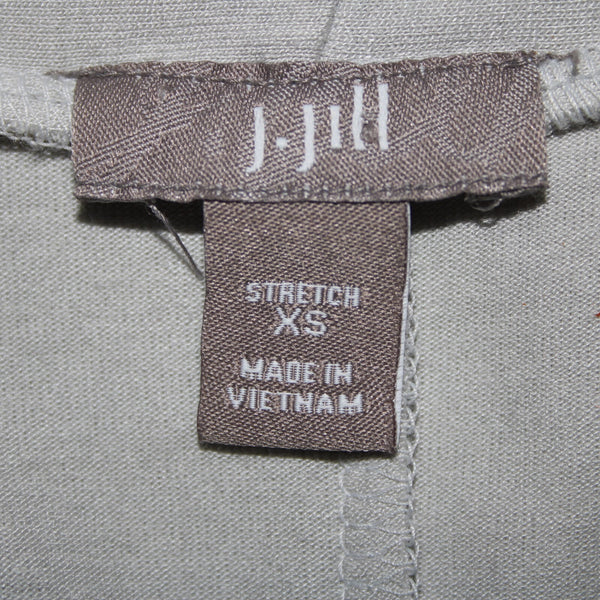 J.Jill
STRETCH
XS
MADE IN
VIETNAM